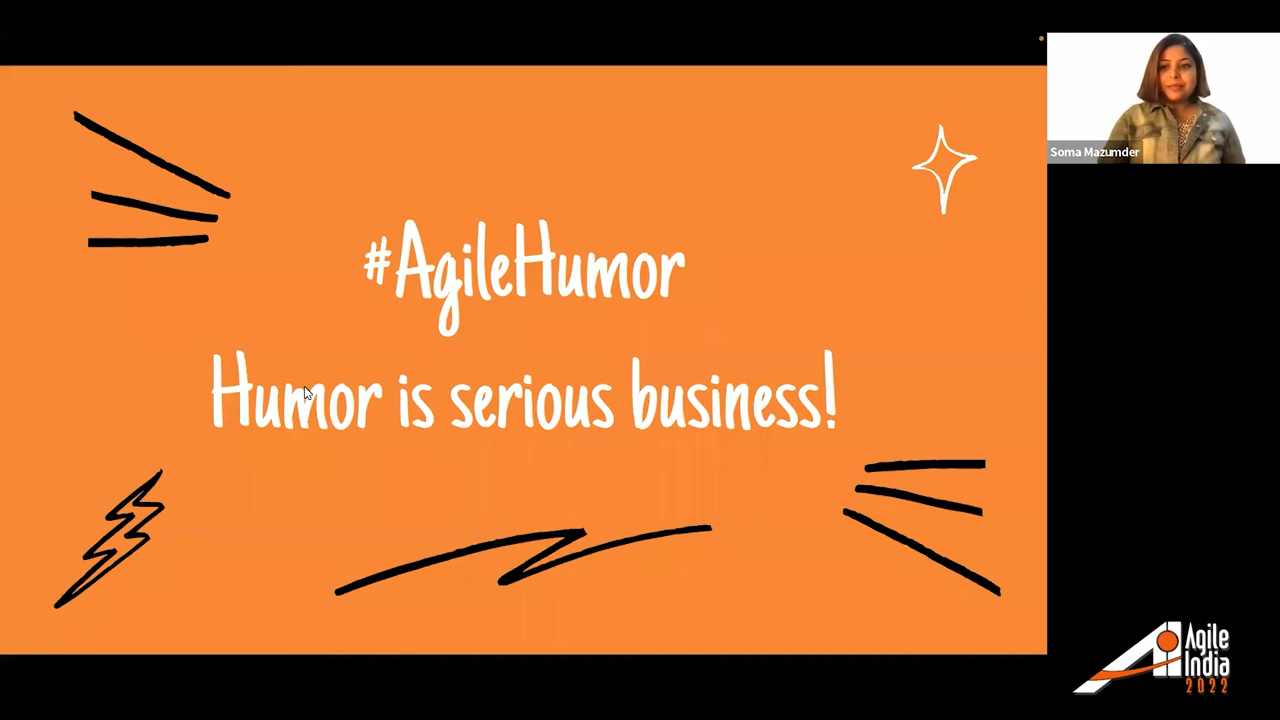 #AgileHumor
Humor is serious business!
Soma Mazumder
Agile
India
2022